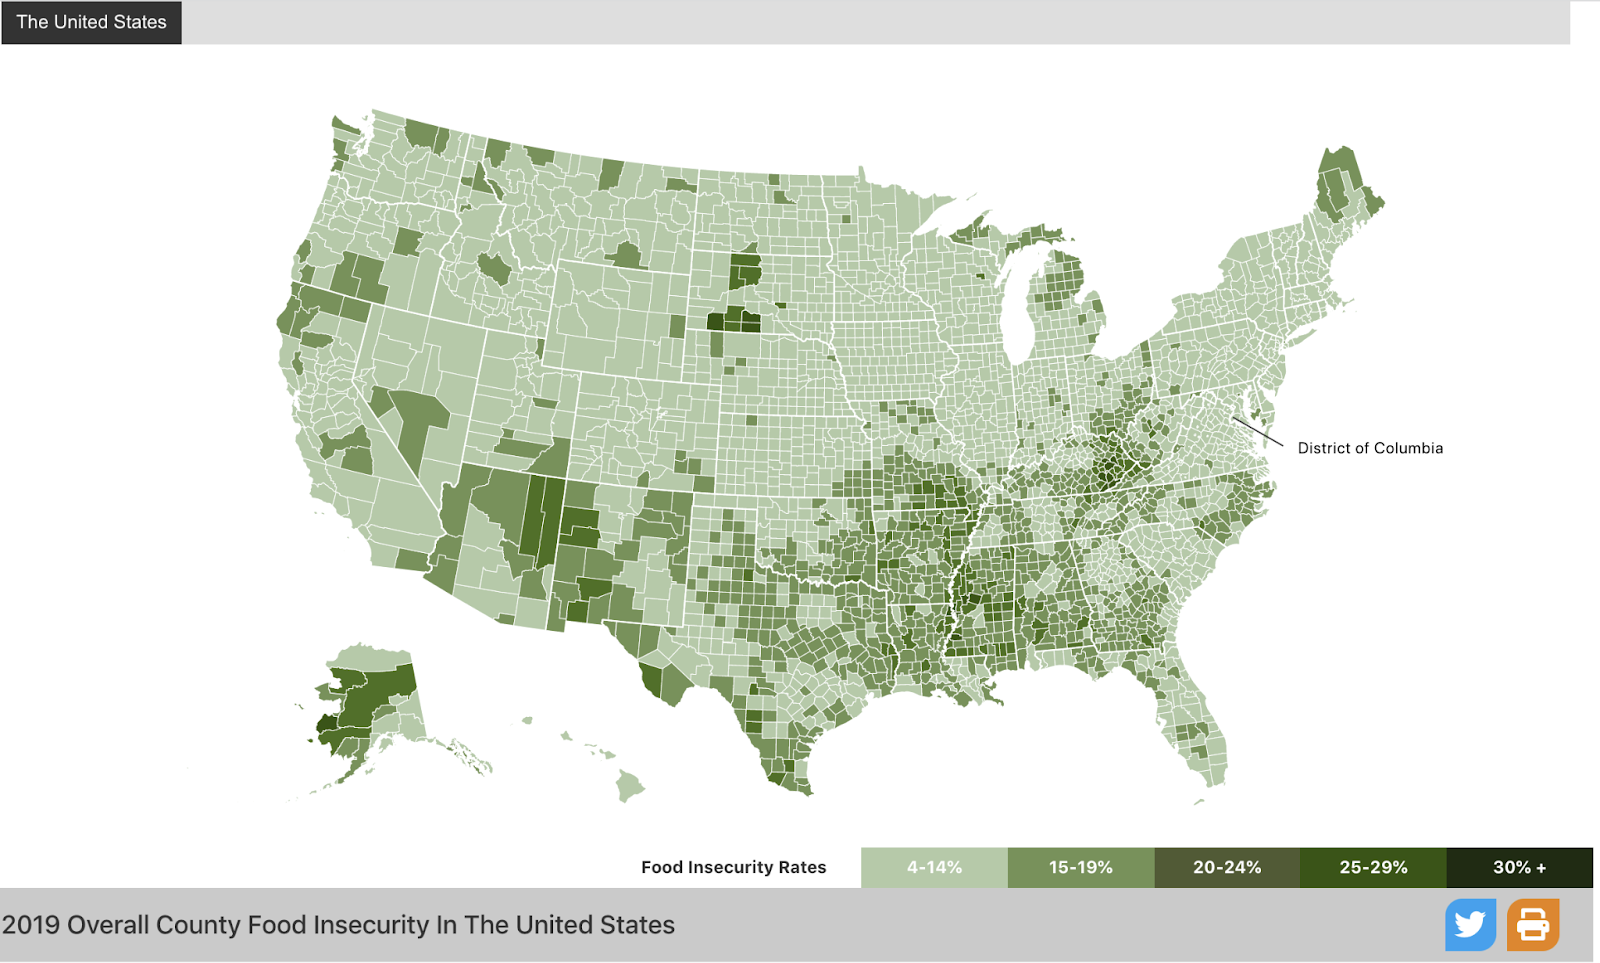 The United States
District of Columbia
Food Insecurity Rates 4-14% 15-19% 20-24% 25-29% 30% +
2019 Overall County Food Insecurity In The United States